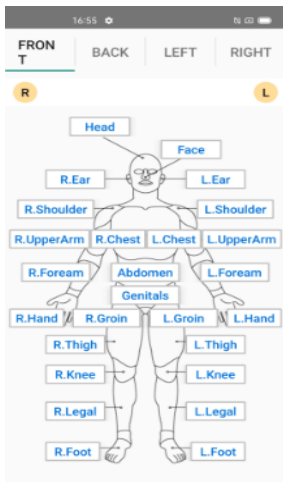 16:55
FRONT BACK LEFT RIGHT
R L
Head
Face
R.Ear L.Ear
R.Shoulder L.Shoulder
R.UpperArm R.Chest L.Chest L.UpperArm
R.Foream Abdomen L.Foream
Genitals
R.Hand R.Groin L.Groin L.Hand
R.Thigh L.Thigh
R.Knee L.Knee
R.Legal L.Legal
R.Foot L.Foot